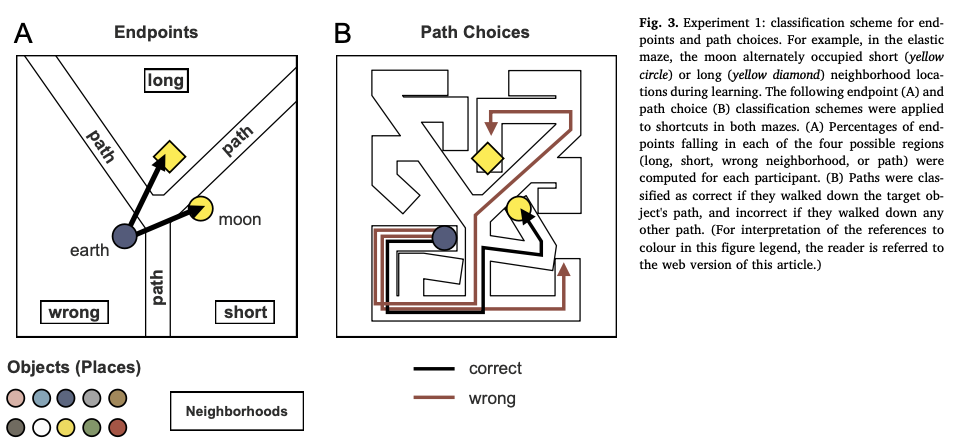 A
Endpoints
long
path
path
moon
earth
path
wrong
short
Objects (Places)
Neighborhoods
B
Path Choices
correct
wrong
Fig. 3. Experiment 1: classification scheme for end-
points and path choices. For example, in the elastic
maze, the moon alternately occupied short (yellow
circle) or long (yellow diamond) neighborhood loca-
tions during learning. The following endpoint (A) and
path choice (B) classification schemes were applied
to shortcuts in both mazes. (A) Percentages of end-
points falling in each of the four possible regions
(long, short, wrong neighborhood, or path) were
computed for each participant. (B) Paths were clas-
sified as correct if they walked down the target ob-
ject's path, and incorrect if they walked down any
other path. (For interpretation of the references to
colour in this figure legend, the reader is referred to
the web version of this article.)